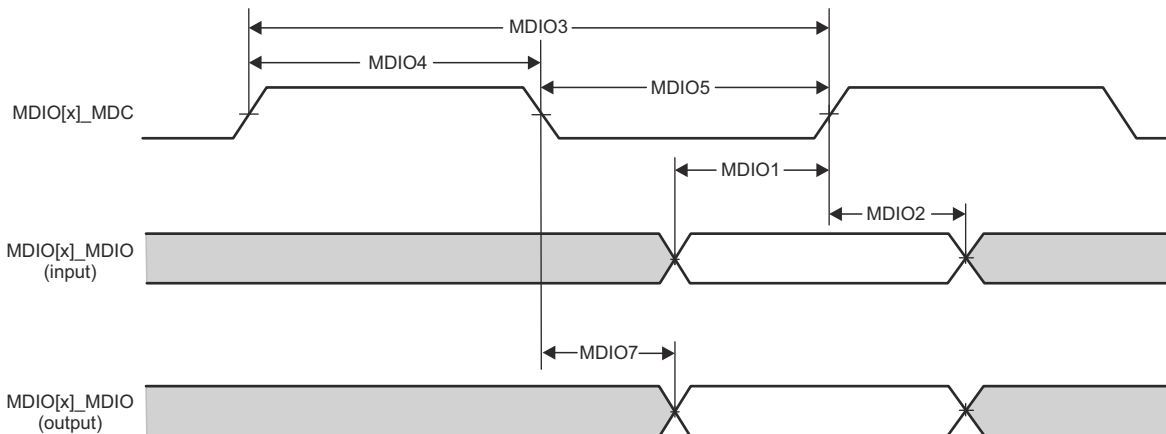 MDIO3
MDIO4
MDIO5
MDIO[x]_MDC
MDIO1
MDIO2
MDIO[x]_MDIO
(input)
MDIO7
MDIO[x]_MDIO
(output)